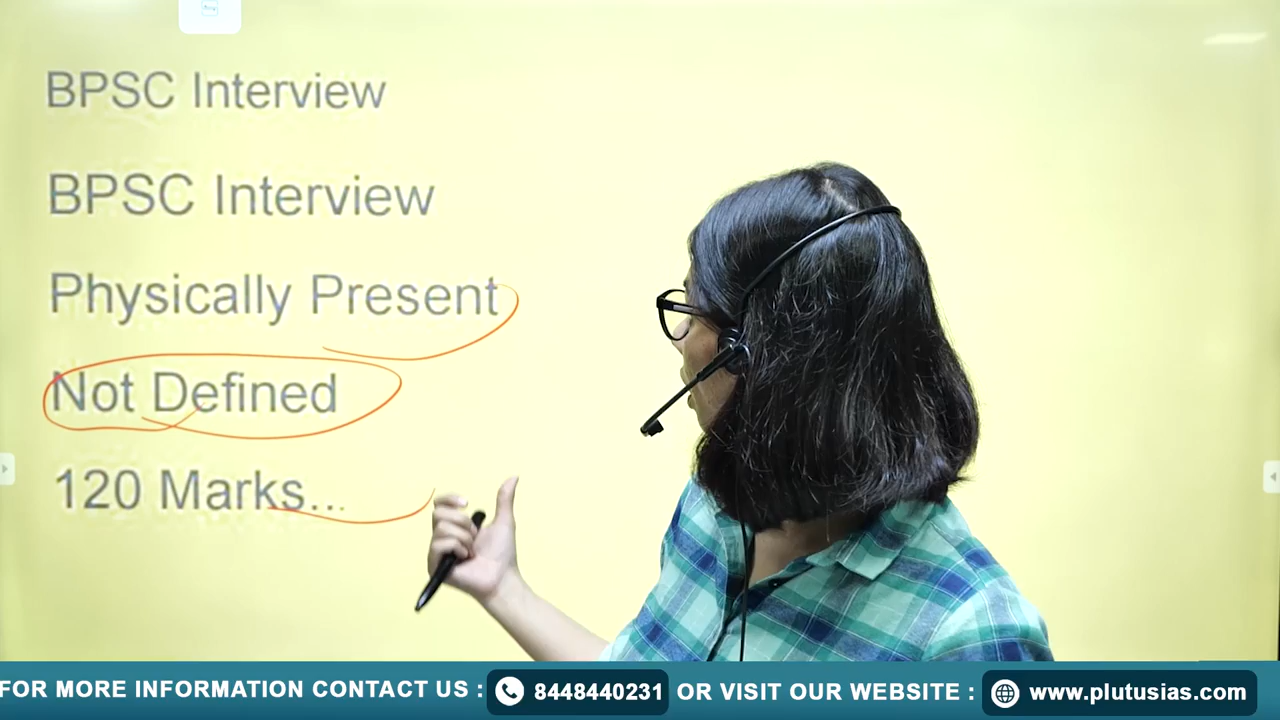 BPSC Interview
BPSC Interview
Physically Present
Not Defined
120 Marks...
FOR MORE INFORMATION CONTACT US : 8448440231 OR VISIT OUR WEBSITE : www.plutusias.com